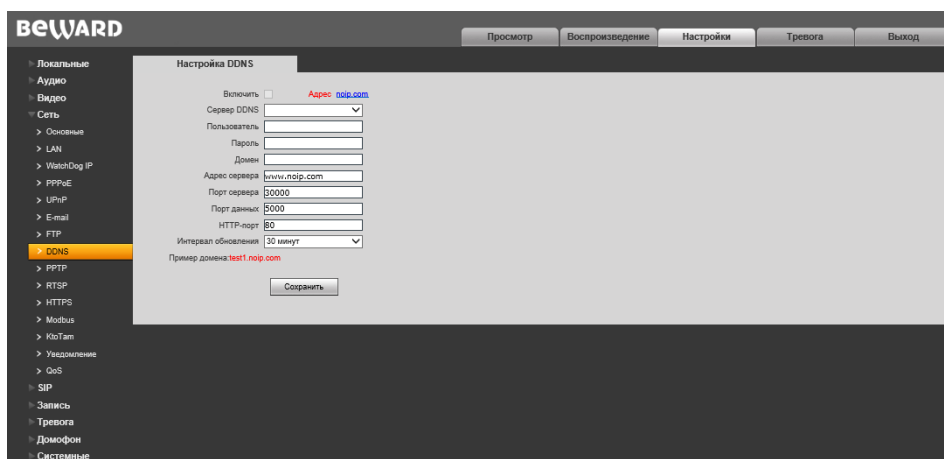 BEWARD
Просмотр
Воспроизведение
Настройки
Тревога
Выход
Локальные
Аудио
Видео
Сеть
Основные
LAN
WatchDog IP
PPPoE
UPnP
E-mail
FTP
DDNS
PPTP
RTSP
HTTPS
Modbus
KtoTam
Уведомление
QoS
SIP
Запись
Тревога
Домофон
Системные
Настройка DDNS
Включить Адрес noip.com
Сервер DDNS
Пользователь
Пароль
Домен
Адрес сервера www.noip.com
Порт сервера 30000
Порт данных 5000
HTTP-порт 80
Интервал обновления 30 минут
Пример домена:test1.noip.com
Сохранить